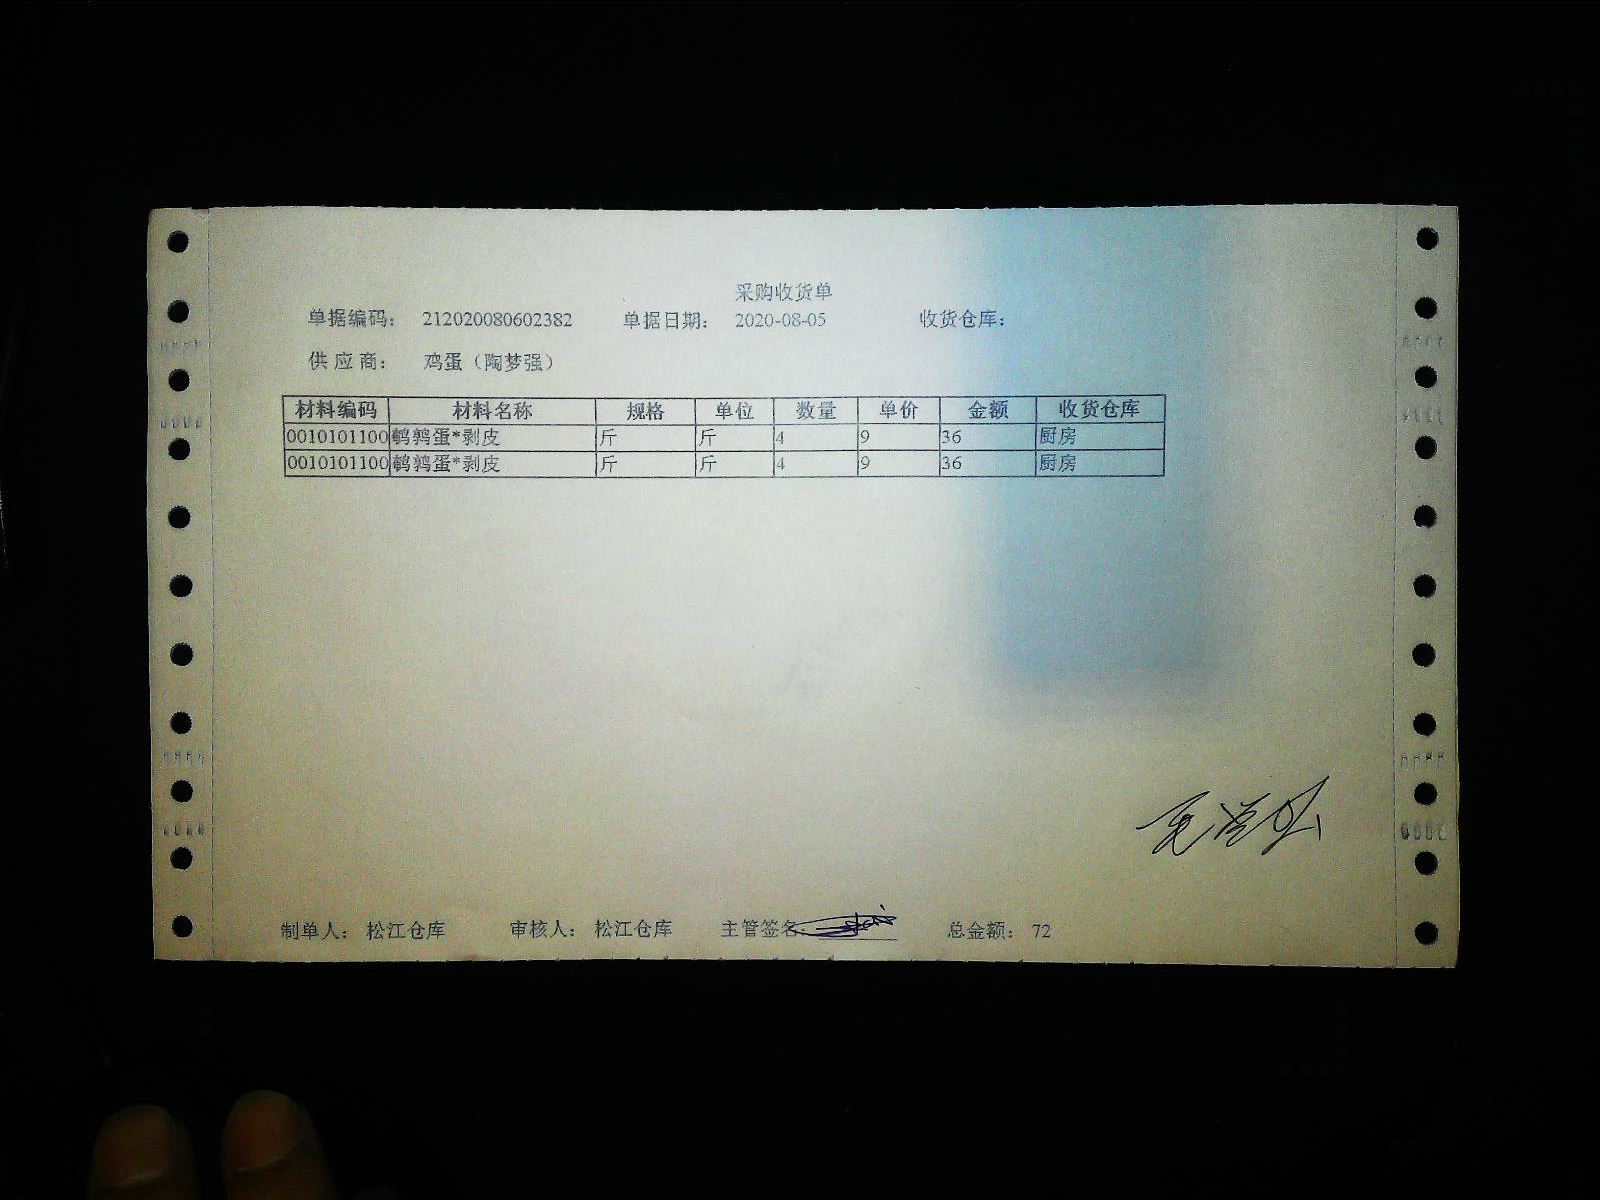 采购收货单
单据编码： 212020080602382 单据日期： 2020-08-05 收货仓库：
供 应 商： 鸡蛋（陶梦强）
材料编码 材料名称 规格 单位 数量 单价 金额 收货仓库
0010101100 鹌鹑蛋*剥皮 斤 斤 4 9 36 厨房
0010101100 鹌鹑蛋*剥皮 斤 斤 4 9 36 厨房
制单人： 松江仓库 审核人： 松江仓库 主管签名: 总金额： 72